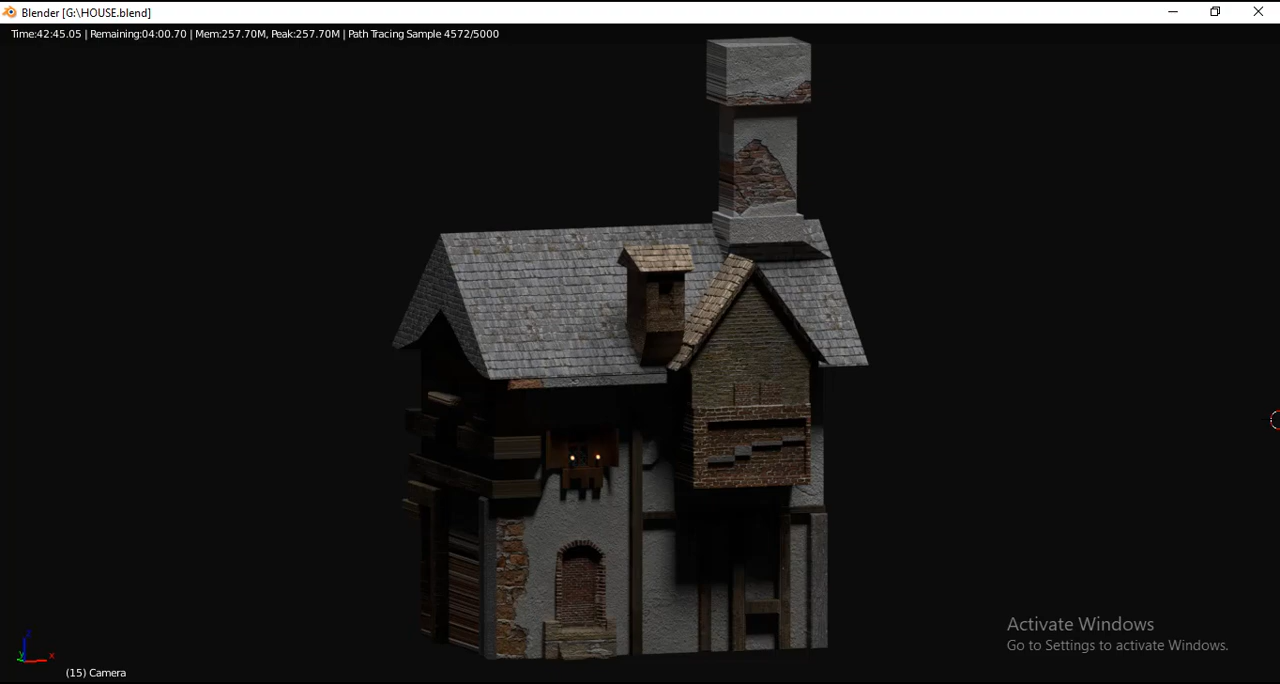 Blender [G:\HOUSE.blend]
Time:42:45.05 | Remaining:04:00.70 | Mem:257.70M, Peak:257.70M | Path Tracing Sample 4572/5000
Activate Windows
Go to Settings to activate Windows.
z
y x
(15) Camera